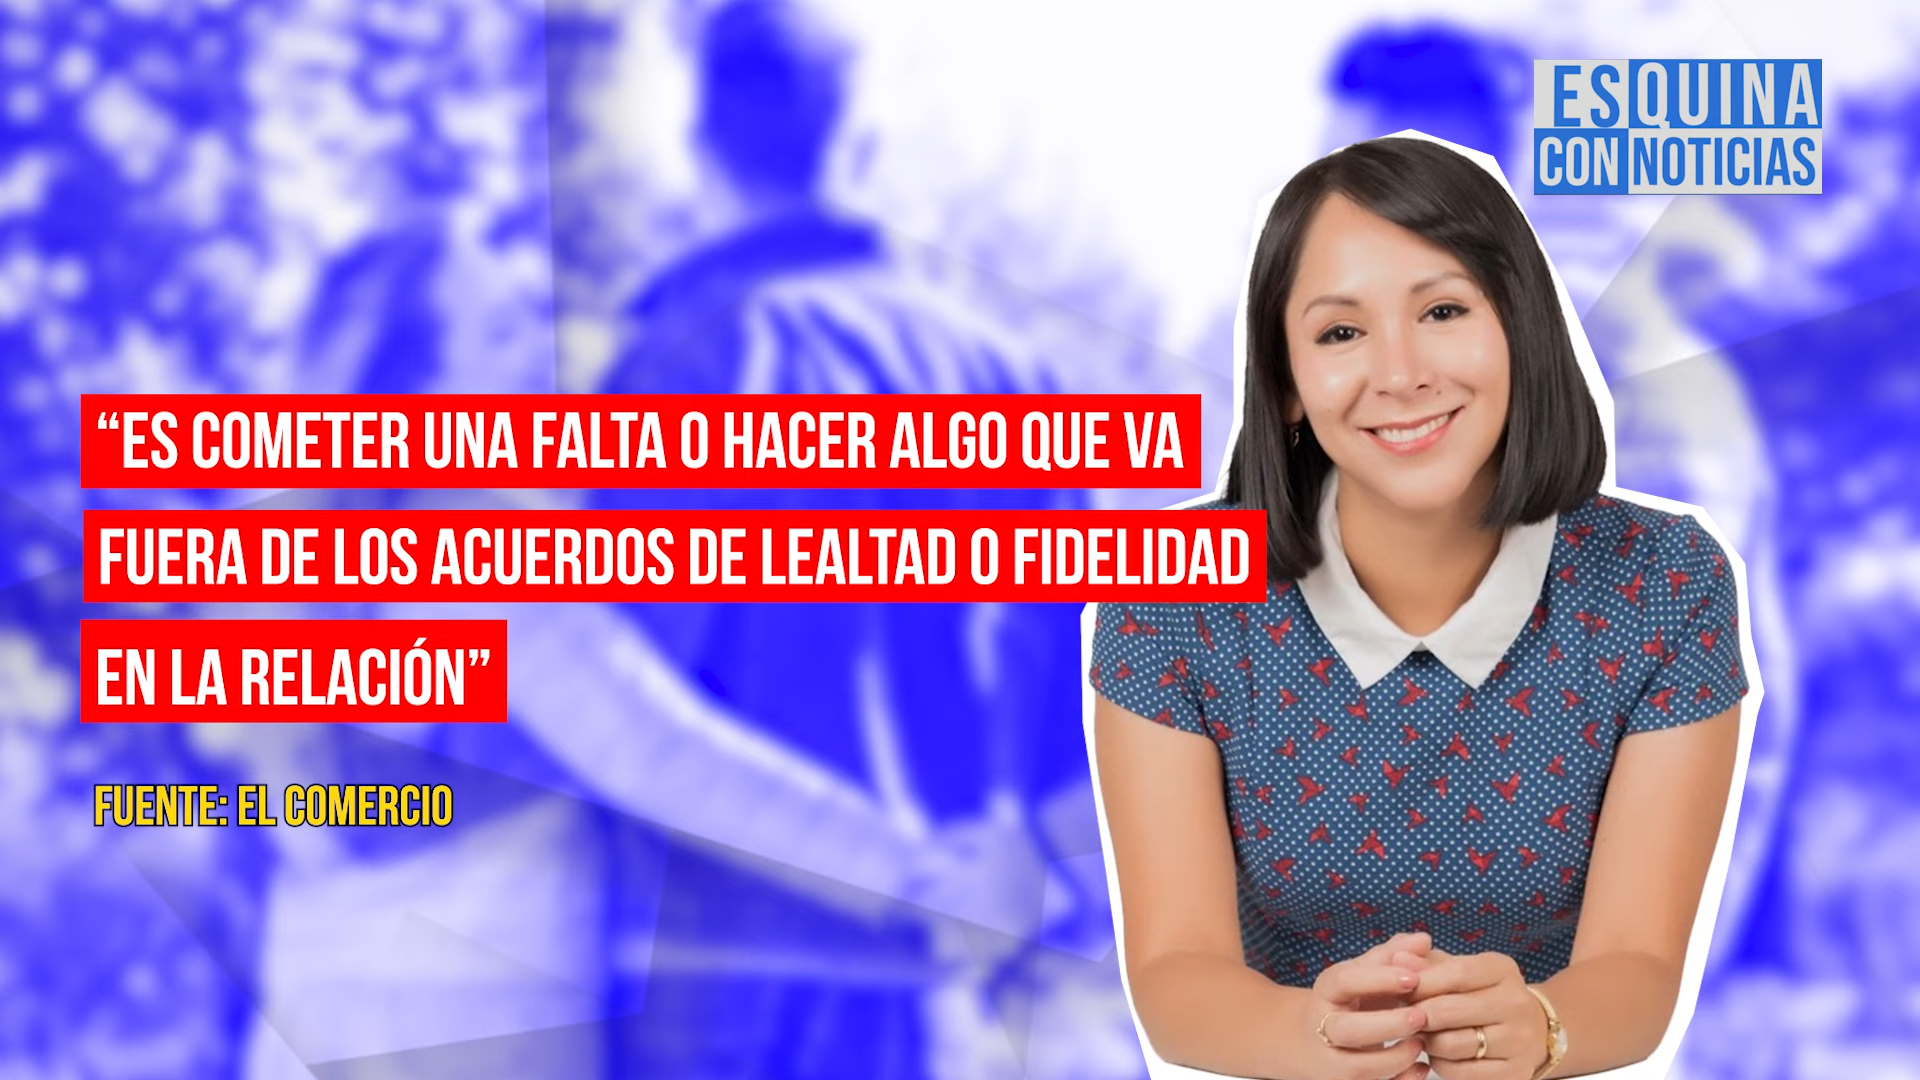 ESQUINA
CON NOTICIAS
“ES COMETER UNA FALTA O HACER ALGO QUE VA
FUERA DE LOS ACUERDOS DE LEALTAD O FIDELIDAD
EN LA RELACIÓN”
FUENTE: EL COMERCIO